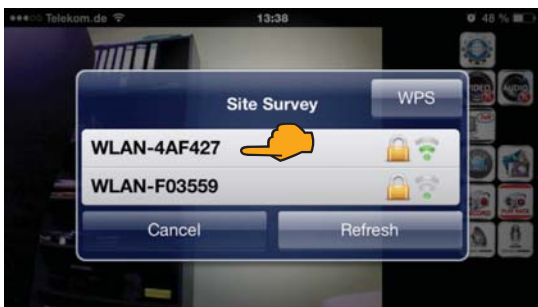 Telekom.de 13:38 48 %
Site Survey
WPS
WLAN-4AF427
WLAN-F03559
Cancel
Refresh